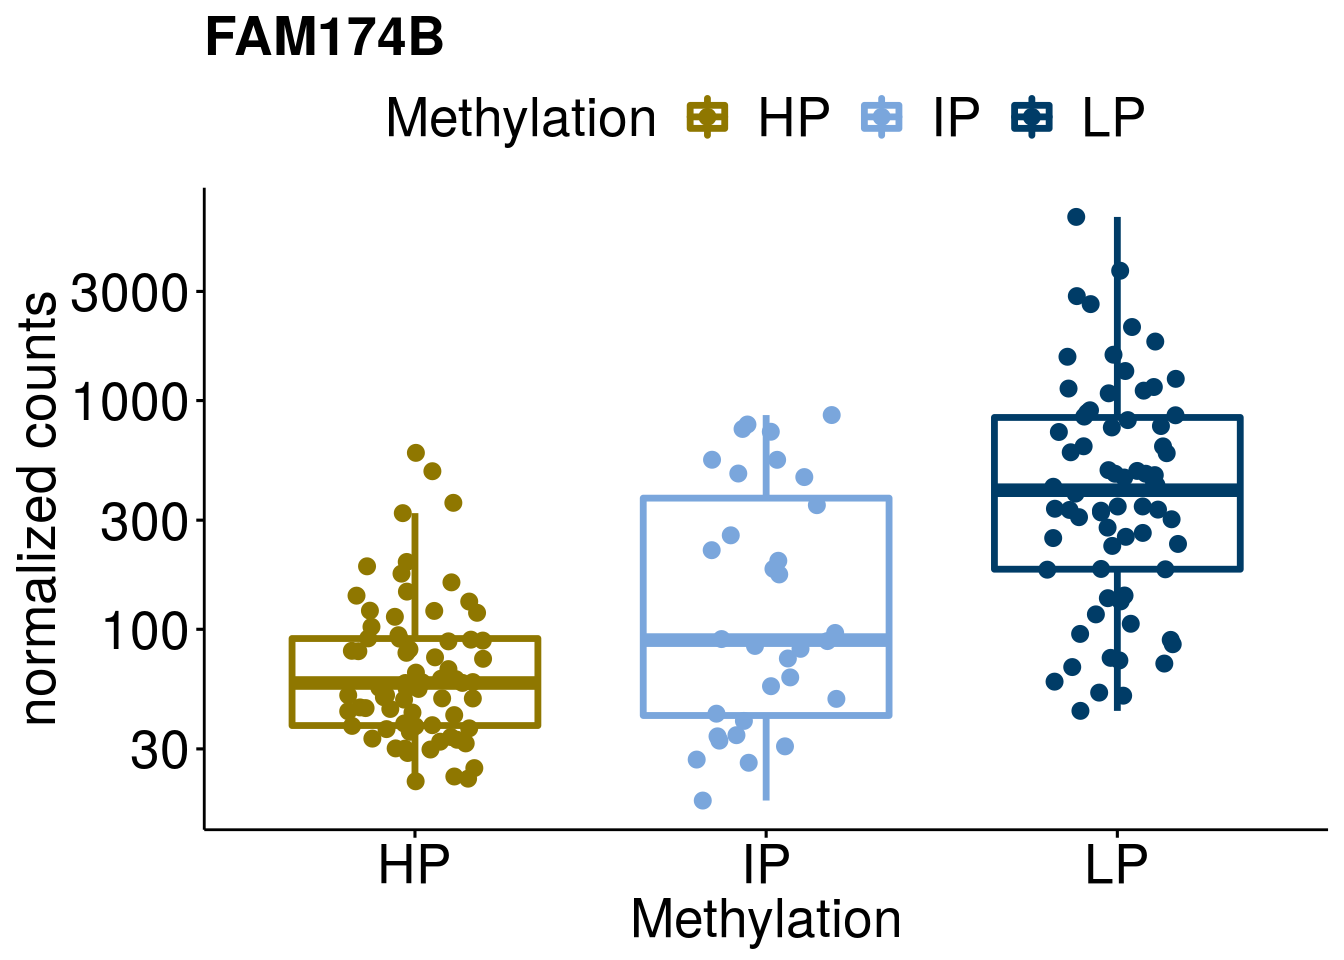 FAM174B
Methylation HP IP LP
normalized counts
3000
1000
300
100
30
HP IP LP
Methylation